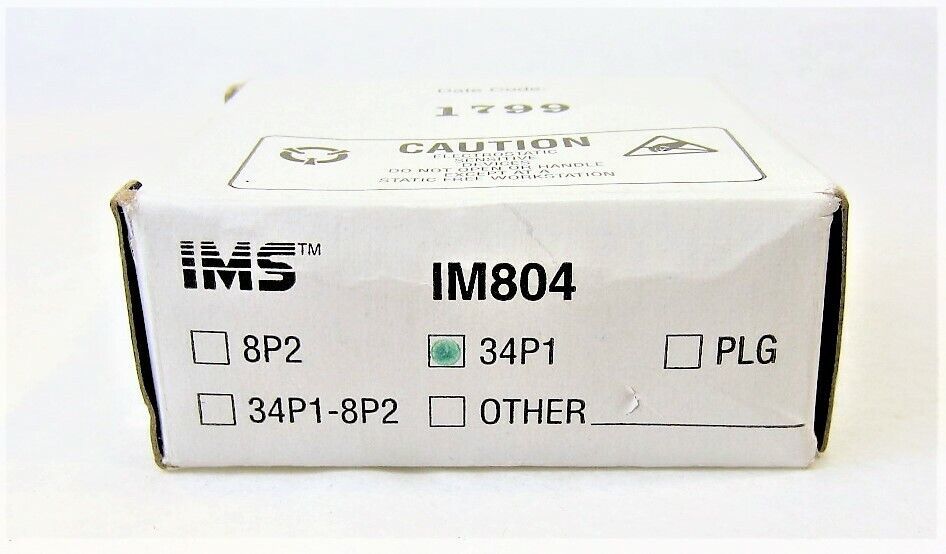 Date Code:
1799
CAUTION
ELECTROSTATIC
SENSITIVE
DEVICES
DO NOT OPEN OR HANDLE
EXCEPT AT A
STATIC FREE WORKSTATION
IMS™ IM804
8P2 34P1 PLG
34P1-8P2 OTHER